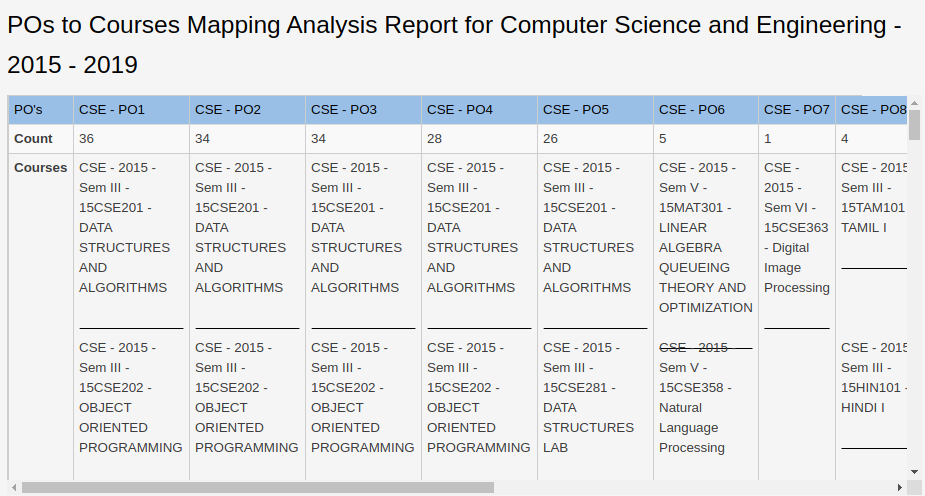 POs to Courses Mapping Analysis Report for Computer Science and Engineering -
2015 - 2019
PO's CSE - PO1 CSE - PO2 CSE - PO3 CSE - PO4 CSE - PO5 CSE - PO6 CSE - PO7 CSE - PO8
Count 36 34 34 28 26 5 1 4
Courses CSE - 2015 - CSE - 2015 - CSE - 2015 - CSE - 2015 - CSE - 2015 - CSE - 2015 - CSE - CSE - 2015
Sem III - Sem III - Sem III - Sem III - Sem III - Sem V - 2015 - Sem III -
15CSE201 - 15CSE201 - 15CSE201 - 15CSE201 - 15CSE201 - 15MAT301 - Sem VI - 15TAM101
DATA DATA DATA DATA DATA LINEAR 15CSE363 TAMIL I
STRUCTURES STRUCTURES STRUCTURES STRUCTURES STRUCTURES ALGEBRA - Digital
AND AND AND AND AND QUEUEING Image
ALGORITHMS ALGORITHMS ALGORITHMS ALGORITHMS ALGORITHMS THEORY AND Processing
OPTIMIZATION
CSE - 2015 - CSE - 2015 - CSE - 2015 - CSE - 2015 - CSE - 2015 - CSE - 2015 - CSE - 2015
Sem III - Sem III - Sem III - Sem III - Sem III - Sem V - Sem III -
15CSE202 - 15CSE202 - 15CSE202 - 15CSE202 - 15CSE281 - 15CSE358 - 15HIN101 -
OBJECT OBJECT OBJECT OBJECT DATA Natural HINDI I
ORIENTED ORIENTED ORIENTED ORIENTED STRUCTURES Language
PROGRAMMING PROGRAMMING PROGRAMMING PROGRAMMING LAB Processing